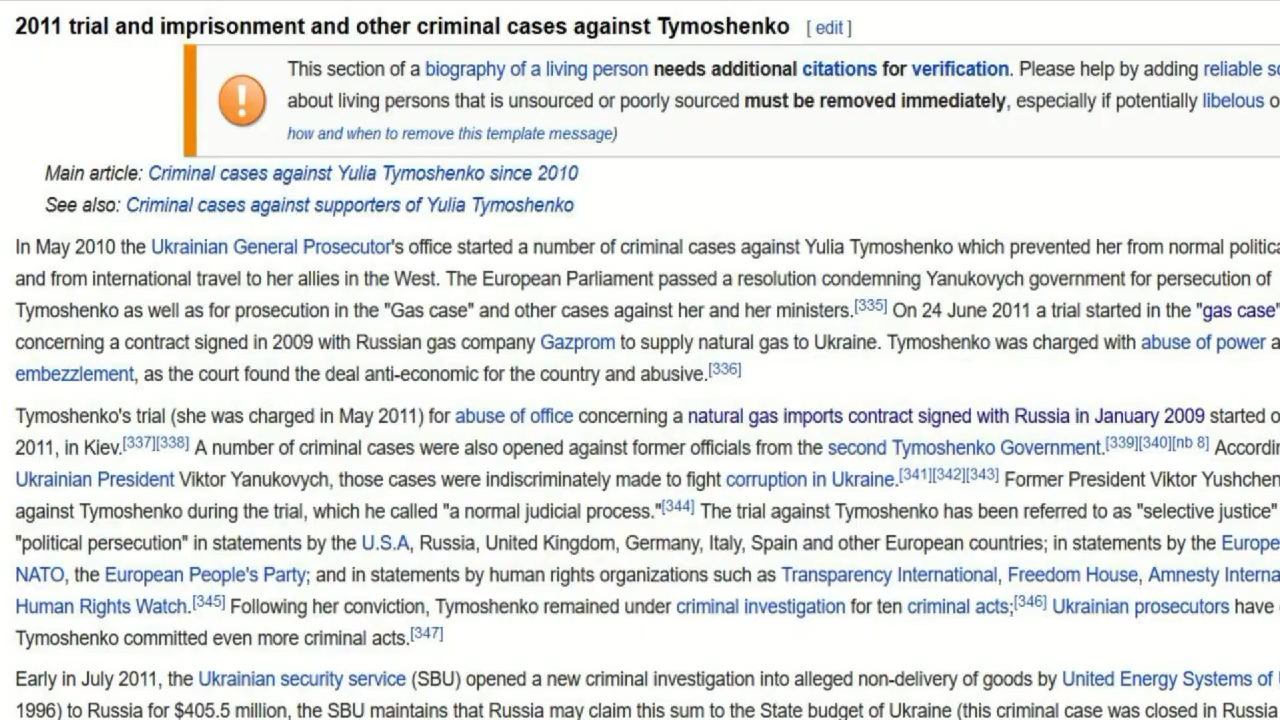 2011 trial and imprisonment and other criminal cases against Tymoshenko [ edit ]
This section of a biography of a living person needs additional citations for verification. Please help by adding reliable
about living persons that is unsourced or poorly sourced must be removed immediately, especially if potentially libelous
how and when to remove this template message)
Main article: Criminal cases against Yulia Tymoshenko since 2010
See also: Criminal cases against supporters of Yulia Tymoshenko
In May 2010 the Ukrainian General Prosecutor's office started a number of criminal cases against Yulia Tymoshenko which prevented her from normal politica
and from international travel to her allies in the West. The European Parliament passed a resolution condemning Yanukovych government for persecution of
Tymoshenko as well as for prosecution in the "Gas case" and other cases against her and her ministers.[335] On 24 June 2011 a trial started in the "gas case"
concerning a contract signed in 2009 with Russian gas company Gazprom to supply natural gas to Ukraine. Tymoshenko was charged with abuse of power a
embezzlement, as the court found the deal anti-economic for the country and abusive.[336]
Tymoshenko's trial (she was charged in May 2011) for abuse of office concerning a natural gas imports contract signed with Russia in January 2009 started o
2011, in Kiev.[337][338] A number of criminal cases were also opened against former officials from the second Tymoshenko Government.[339][340][nb 8] Accordin
Ukrainian President Viktor Yanukovych, those cases were indiscriminately made to fight corruption in Ukraine.[341][342][343] Former President Viktor Yushchen
against Tymoshenko during the trial, which he called "a normal judicial process."[344] The trial against Tymoshenko has been referred to as "selective justice"
"political persecution" in statements by the U.S.A, Russia, United Kingdom, Germany, Italy, Spain and other European countries; in statements by the Europe
NATO, the European People's Party; and in statements by human rights organizations such as Transparency International, Freedom House, Amnesty Interna
Human Rights Watch.[345] Following her conviction, Tymoshenko remained under criminal investigation for ten criminal acts;[346] Ukrainian prosecutors have
Tymoshenko committed even more criminal acts.[347]
Early in July 2011, the Ukrainian security service (SBU) opened a new criminal investigation into alleged non-delivery of goods by United Energy Systems of
1996) to Russia for $405.5 million, the SBU maintains that Russia may claim this sum to the State budget of Ukraine (this criminal case was closed in Russia